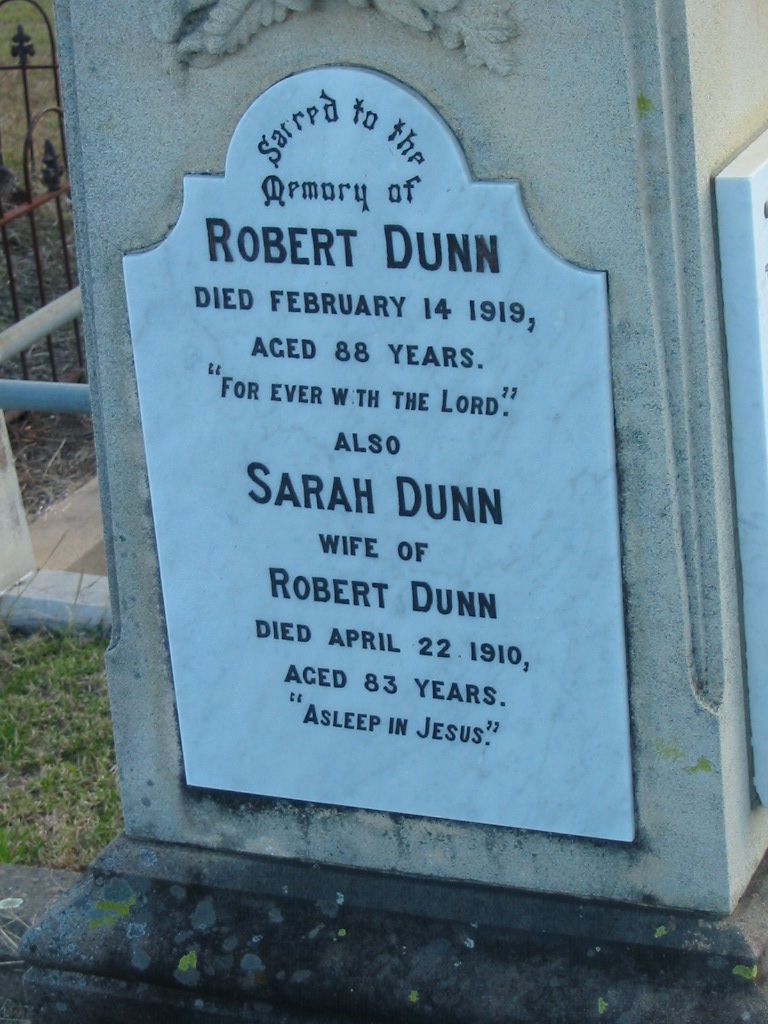 Sacred to the
Memory of
ROBERT DUNN
DIED FEBRUARY 14 1919,
AGED 88 YEARS.
"FOR EVER WITH THE LORD."
ALSO
SARAH DUNN
WIFE OF
ROBERT DUNN
DIED APRIL 22 1910,
AGED 83 YEARS.
"ASLEEP IN JESUS."